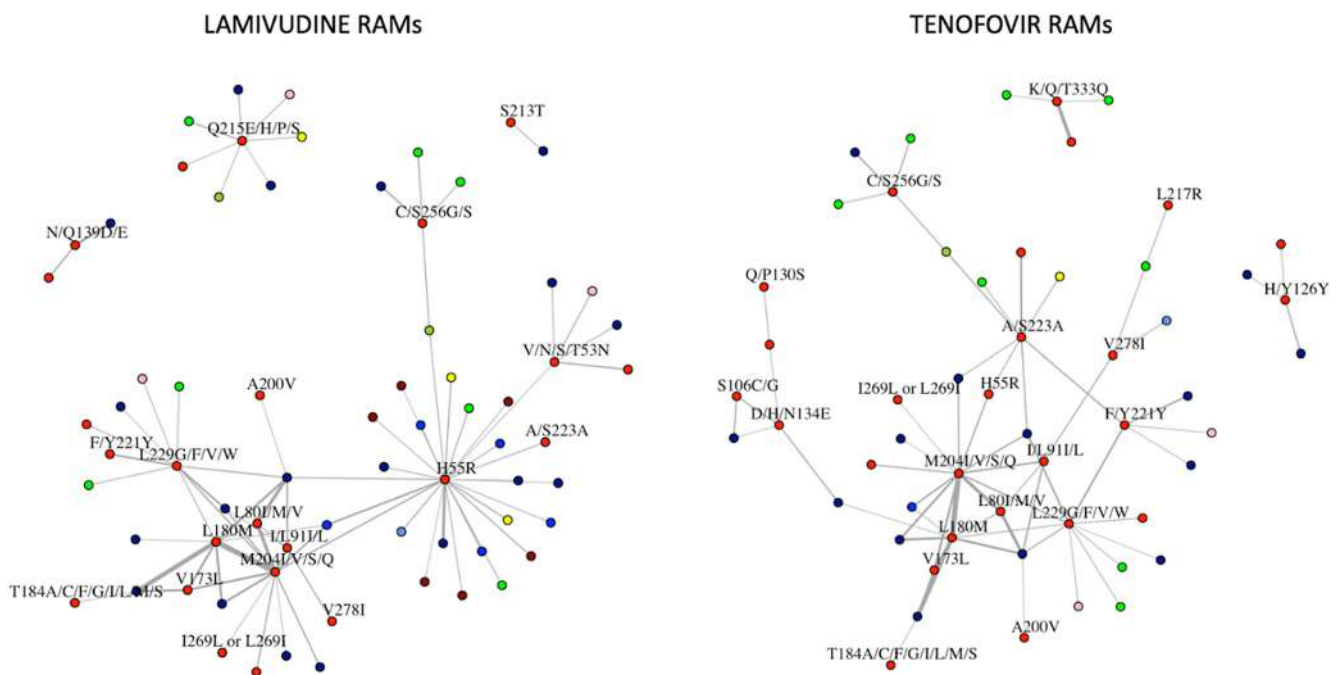 LAMIVUDINE RAMs
Q215E/H/P/S
S213T
C/S256G/S
N/Q139D/E
V/N/S/T53N
A200V
A/S223A
F/Y221Y
L229G/F/V/W
H55R
L80I/M/V
L180M
I/L91I/L
M204I/V/S/Q
V173L
T184A/C/F/G/I/L/M/S
V278I
I269L or L269I
TENOFOVIR RAMs
K/Q/T333Q
C/S256G/S
L217R
Q/P130S
H/Y126Y
A/S223A
V278I
S106C/G
I269L or L269I
H55R
D/H/N134E
F/Y221Y
I/L91I/L
M204I/V/S/Q
L80I/M/V
L229G/F/V/W
L180M
V173L
A200V
T184A/C/F/G/I/L/M/S